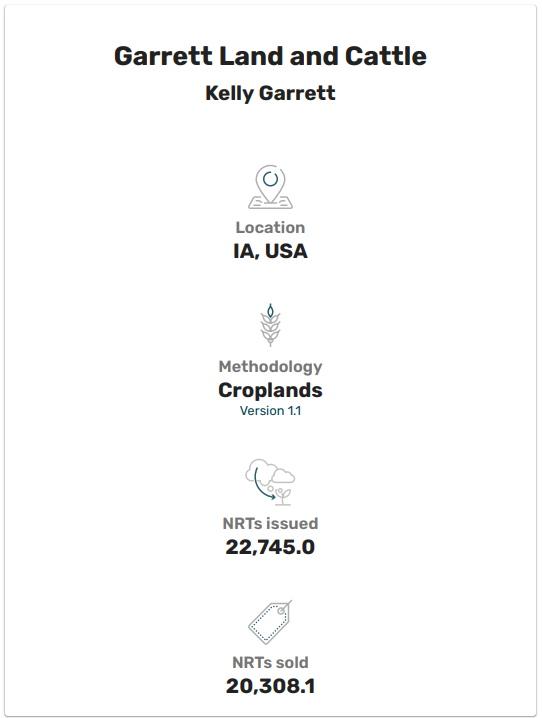 Garrett Land and Cattle
Kelly Garrett
Location
IA, USA
Methodology
Croplands
Version 1.1
NRTs issued
22,745.0
NRTs sold
20,308.1